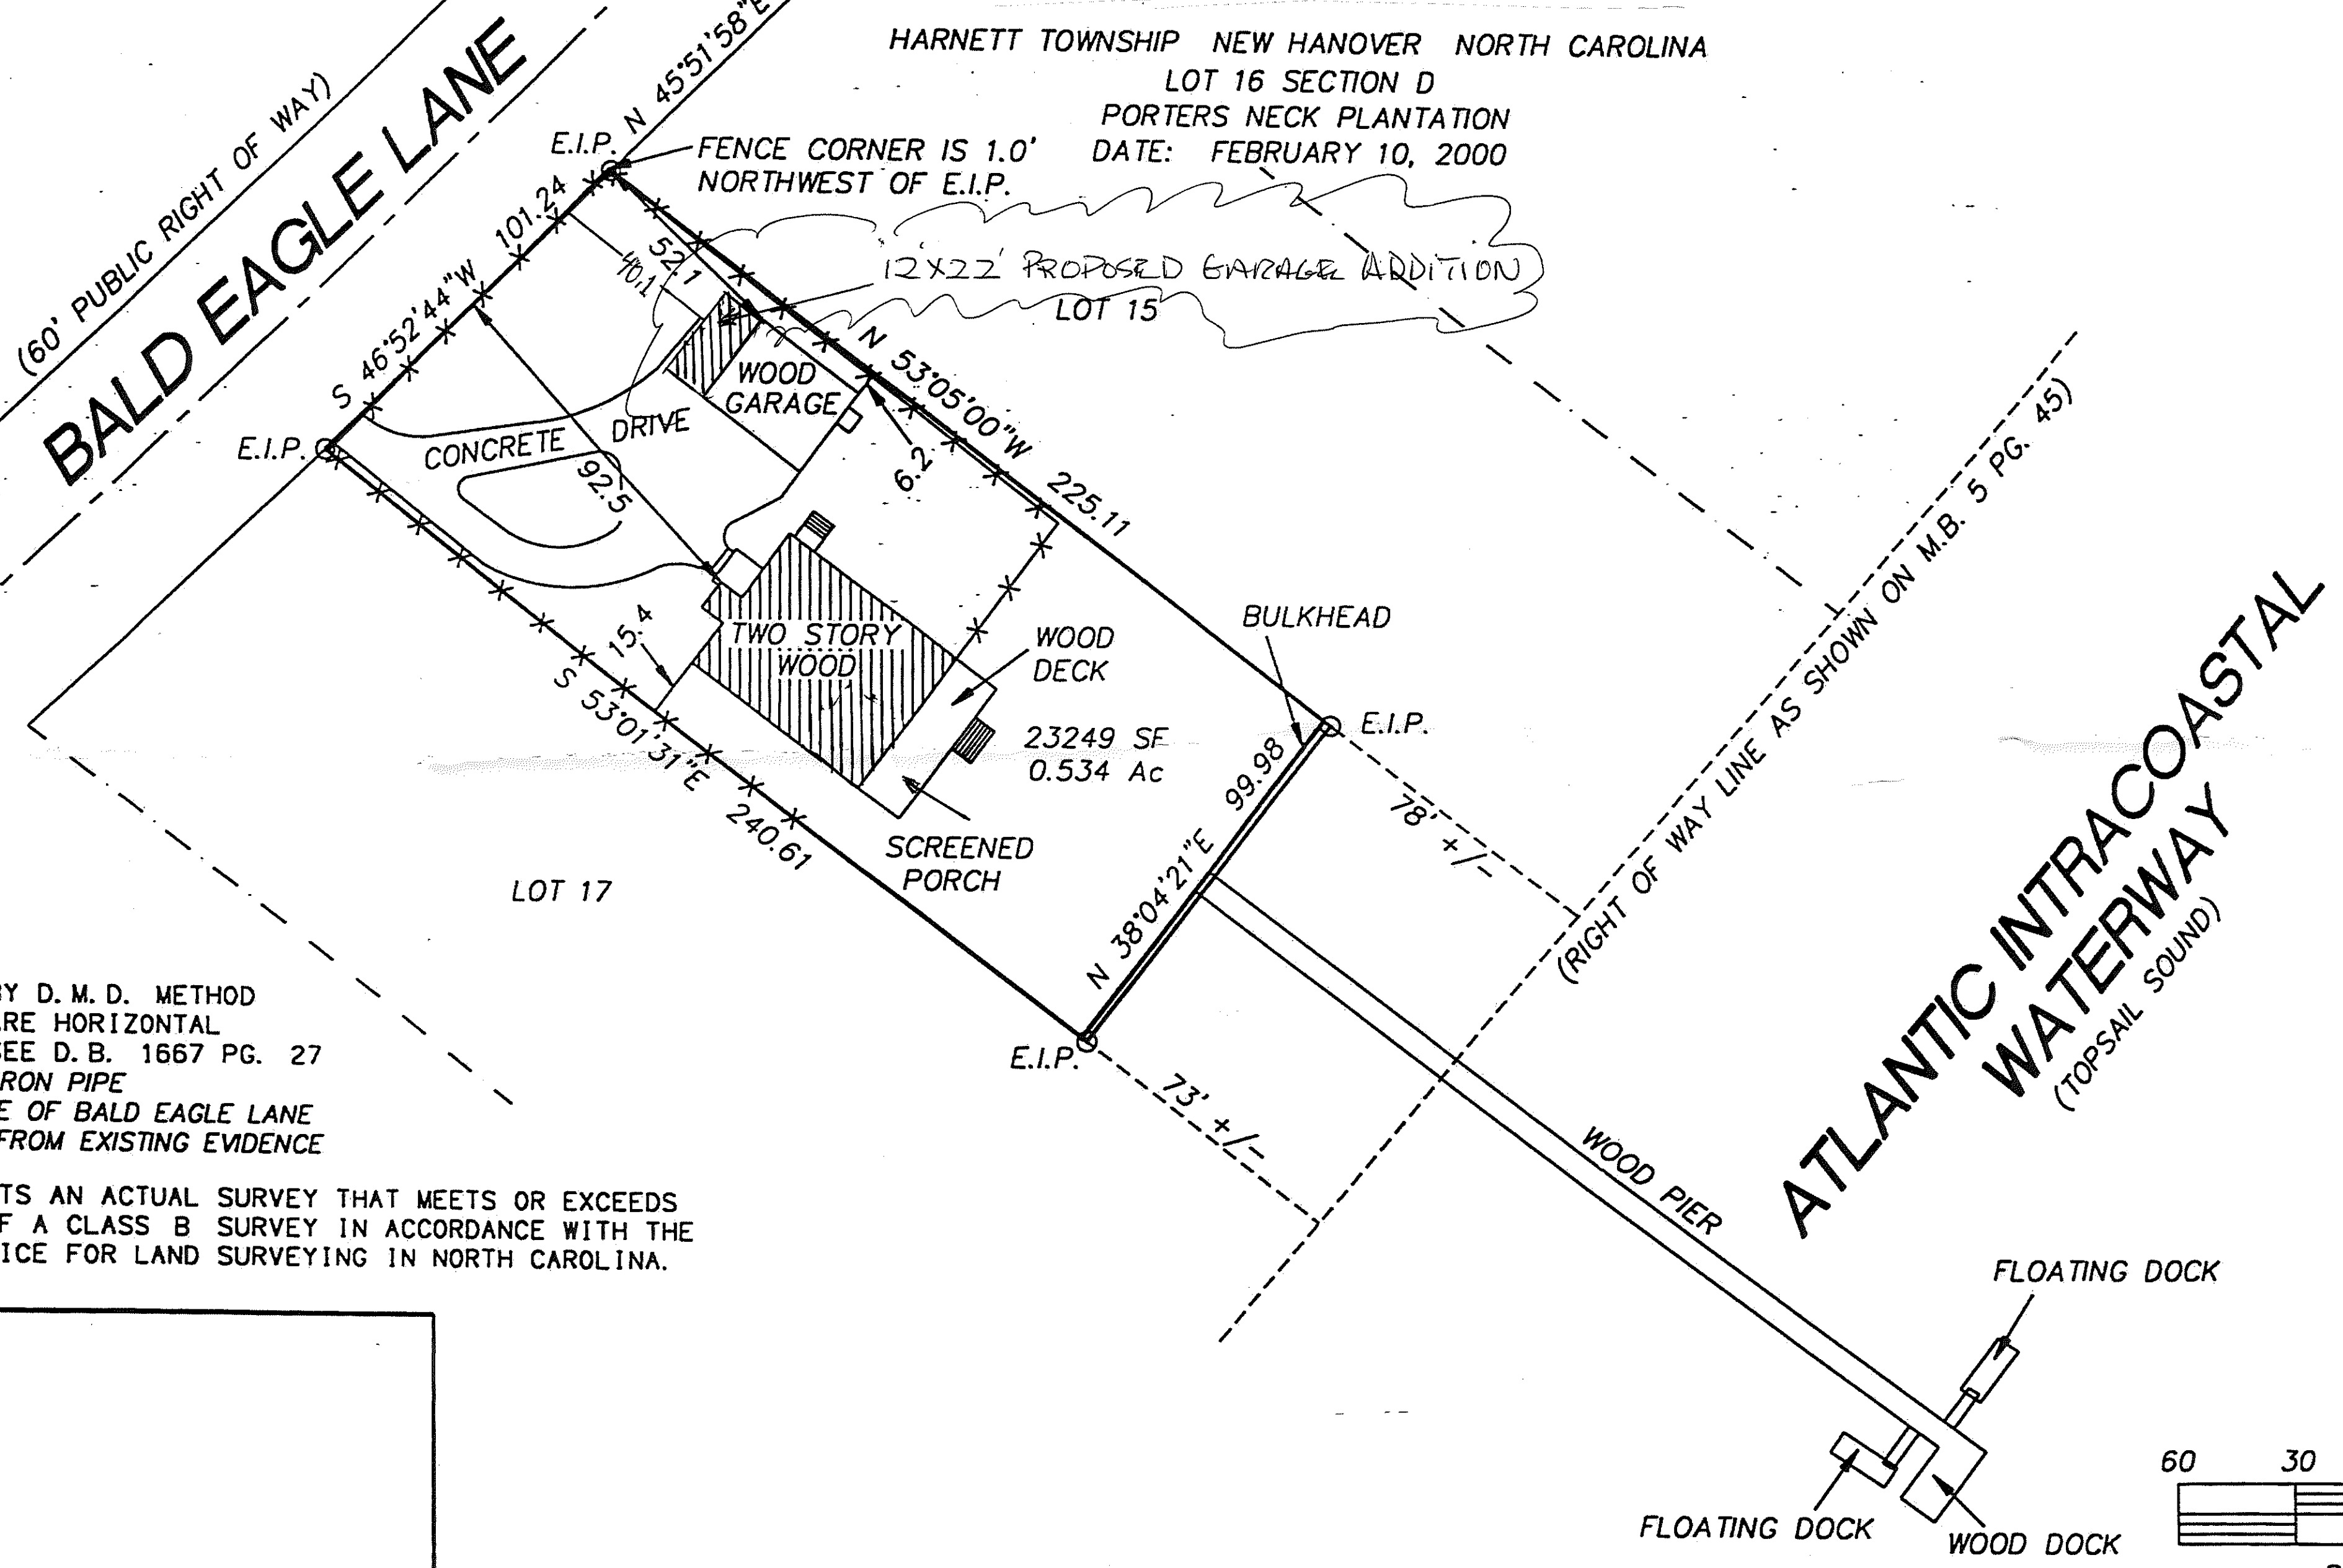 HARNETT TOWNSHIP NEW HANOVER NORTH CAROLINA
LOT 16 SECTION D
PORTERS NECK PLANTATION
DATE: FEBRUARY 10, 2000
(60' PUBLIC RIGHT OF WAY)
BALD EAGLE LANE
N 45°51'58"E
E.I.P.
FENCE CORNER IS 1.0'
NORTHWEST OF E.I.P.
12'X22' PROPOSED GARAGE ADDITION
LOT 15
S 46°52'44"W 101.24
52.1
40.1
E.I.P.
WOOD
GARAGE
CONCRETE DRIVE
92.5
6.2
N 53°05'00"W 225.11
15.4
TWO STORY
WOOD
WOOD
DECK
BULKHEAD
S 53°01'31"E 240.61
23249 SF
0.534 Ac
SCREENED
PORCH
E.I.P.
N 38°04'21"E 99.98
78' +/-
E.I.P.
73' +/-
(RIGHT OF WAY LINE AS SHOWN ON M.B. 5 PG. 45)
ATLANTIC INTRACOASTAL
WATERWAY
(TOPSAIL SOUND)
LOT 17
BY D.M.D. METHOD
RE HORIZONTAL
SEE D.B. 1667 PG. 27
RON PIPE
E OF BALD EAGLE LANE
FROM EXISTING EVIDENCE
TS AN ACTUAL SURVEY THAT MEETS OR EXCEEDS
F A CLASS B SURVEY IN ACCORDANCE WITH THE
ICE FOR LAND SURVEYING IN NORTH CAROLINA.
WOOD PIER
FLOATING DOCK
FLOATING DOCK
WOOD DOCK
60 30